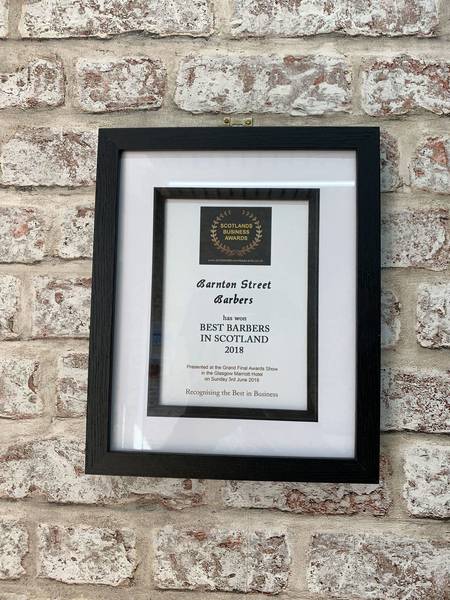 SCOTLANDS
BUSINESS
AWARDS
Barnton Street
Barbers
has won
BEST BARBERS
IN SCOTLAND
2018
Presented at the Grand Final Awards Show
in the Glasgow Marriott Hotel
on Sunday 3rd June 2018
Recognising the Best in Business